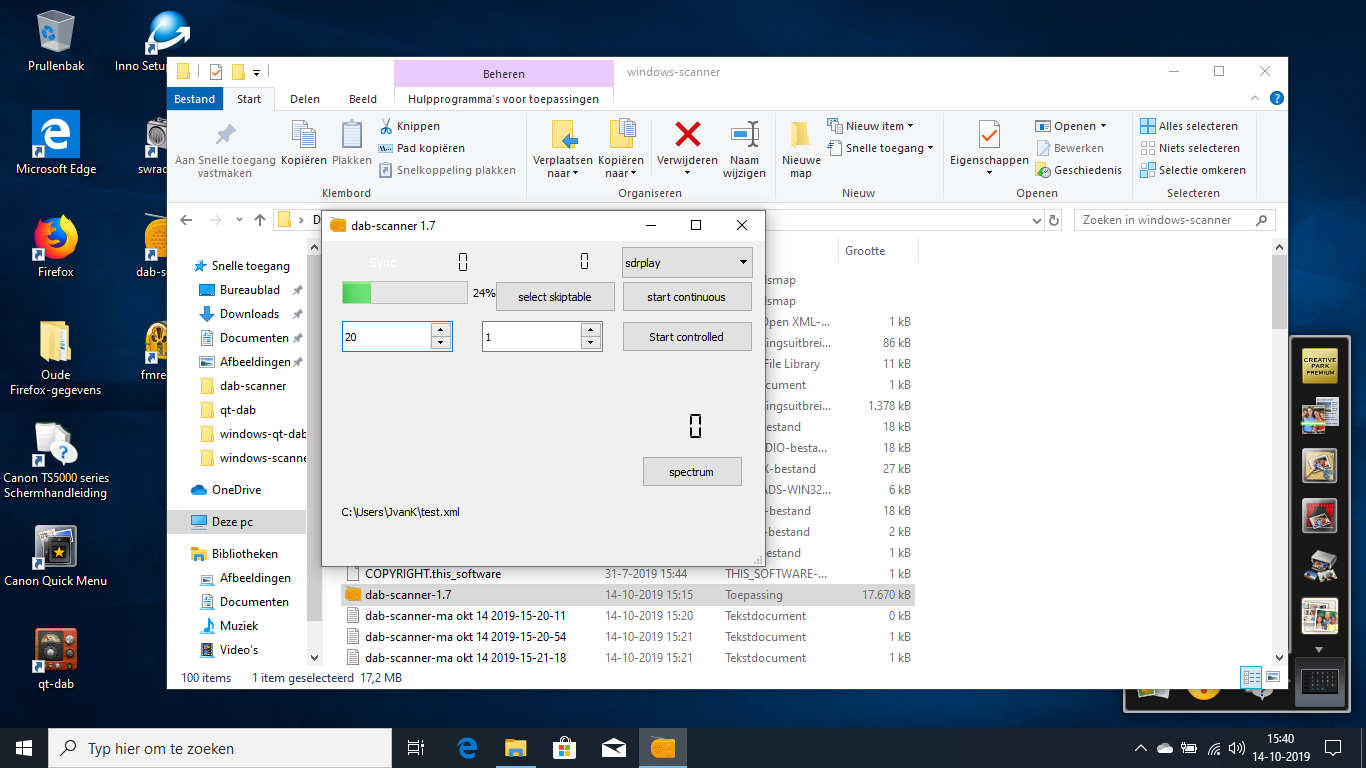 Prullenbak
Inno Setu
Microsoft Edge
swrad
Firefox
dab-s
Oude
Firefox-gegevens
fmre
Canon TS5000 series
Schermhandleiding
Canon Quick Menu
qt-dab
Beheren
windows-scanner
Bestand
Start
Delen
Beeld
Hulpprogramma's voor toepassingen
Aan Snelle toegang
vastmaken
Kopiëren
Plakken
Knippen
Pad kopiëren
Snelkoppeling plakken
Klembord
Verplaatsen
naar
Kopiëren
naar
Verwijderen
Naam
wijzigen
Organiseren
Nieuwe
map
Nieuw item
Snelle toegang
Nieuw
Eigenschappen
Openen
Bewerken
Geschiedenis
Openen
Alles selecteren
Niets selecteren
Selectie omkeren
Selecteren
D
Zoeken in windows-scanner
Snelle toegang
Bureaublad
Downloads
Documenten
Afbeeldingen
dab-scanner
qt-dab
windows-qt-dab
windows-scanne
OneDrive
Deze pc
Bibliotheken
Afbeeldingen
Documenten
Muziek
Video's
dab-scanner 1.7
Sync
0
0
sdrplay
24%
select skiptable
start continuous
20
1
Start controlled
0
spectrum
C:\Users\JvanK\test.xml
Grootte
dsmap
dsmap
Open XML-... 1 kB
singsuitbrei... 86 kB
File Library 11 kB
ocument 1 kB
singsuitbrei... 1.378 kB
estand 18 kB
DIO-besta... 18 kB
X-bestand 27 kB
ADS-WIN32... 6 kB
-bestand 18 kB
-bestand 2 kB
estand 1 kB
COPYRIGHT.this_software 31-7-2019 15:44 THIS_SOFTWARE-... 1 kB
dab-scanner-1.7 14-10-2019 15:15 Toepassing 17.670 kB
dab-scanner-ma okt 14 2019-15-20-11 14-10-2019 15:20 Tekstdocument 0 kB
dab-scanner-ma okt 14 2019-15-20-54 14-10-2019 15:21 Tekstdocument 1 kB
dab-scanner-ma okt 14 2019-15-21-18 14-10-2019 15:21 Tekstdocument 1 kB
100 items 1 item geselecteerd 17,2 MB
CREATIVE
PARK
PREMIUM
Typ hier om te zoeken
15:40
14-10-2019